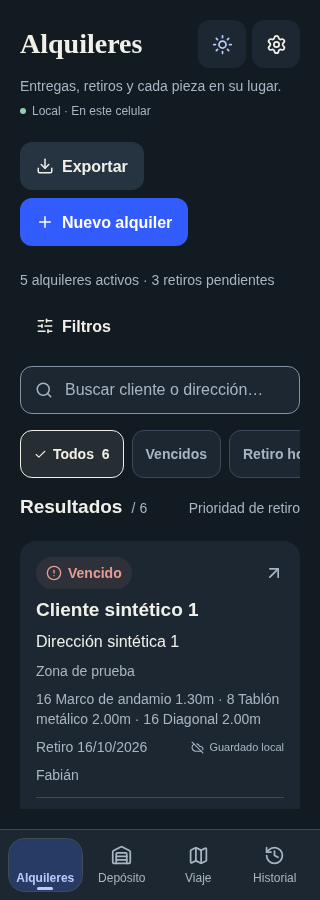 Alquileres
Entregas, retiros y cada pieza en su lugar.
Local · En este celular
Exportar
Nuevo alquiler
5 alquileres activos · 3 retiros pendientes
Filtros
Buscar cliente o dirección…
Todos 6 Vencidos Retiro ho
Resultados / 6 Prioridad de retiro
Vencido
Cliente sintético 1
Dirección sintética 1
Zona de prueba
16 Marco de andamio 1.30m · 8 Tablón
metálico 2.00m · 16 Diagonal 2.00m
Retiro 16/10/2026 Guardado local
Fabián
Alquileres Depósito Viaje Historial